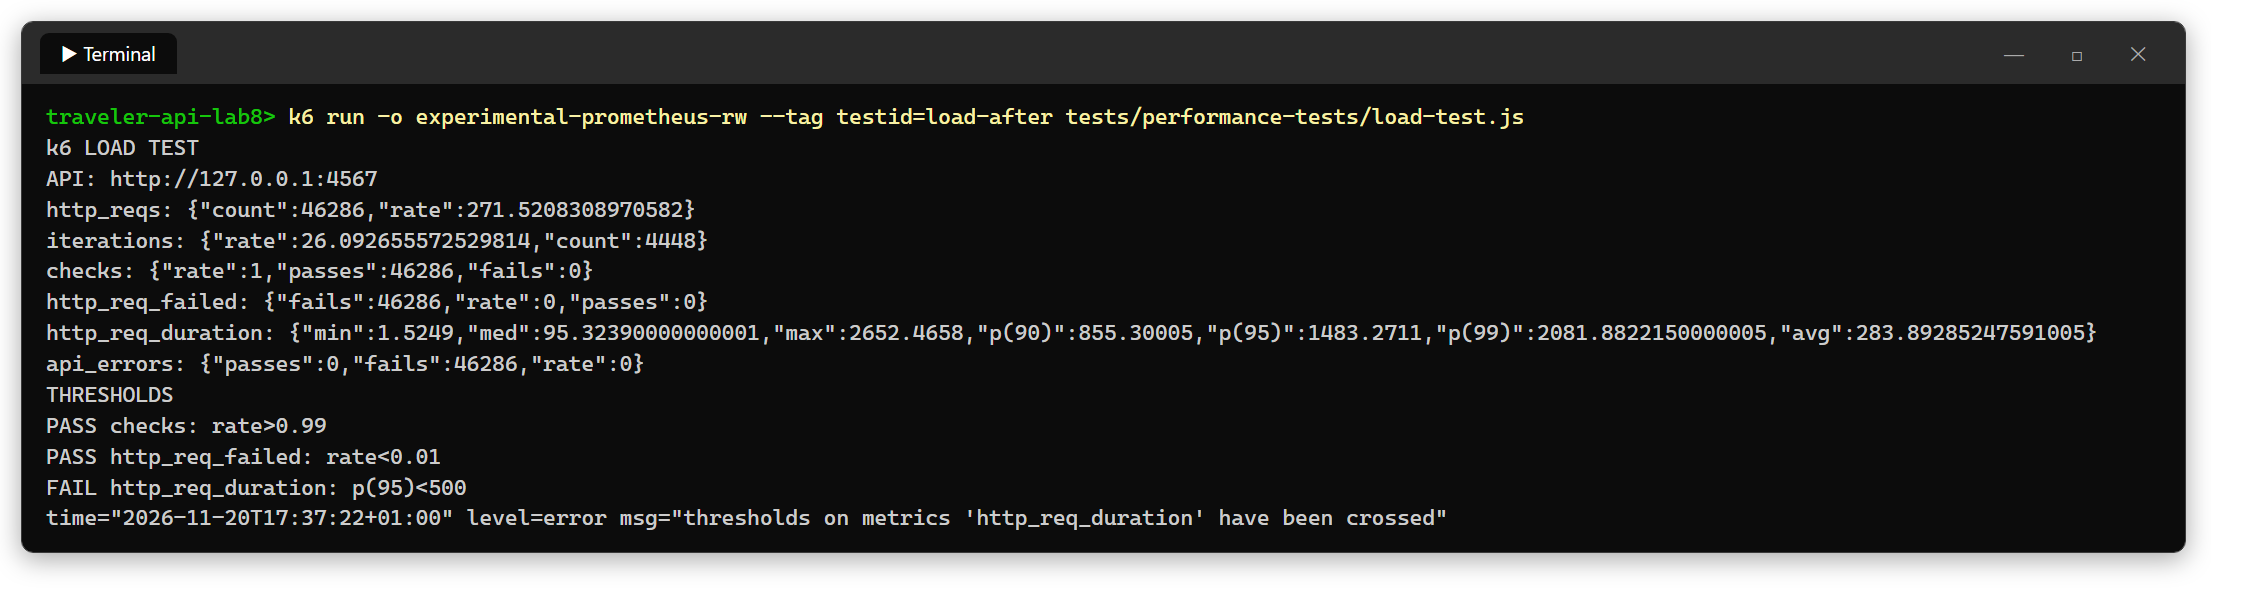 ▶ Terminal
traveler-api-lab8> k6 run -o experimental-prometheus-rw --tag testid=load-after tests/performance-tests/load-test.js
k6 LOAD TEST
API: http://127.0.0.1:4567
http_reqs: {"count":46286,"rate":271.5208308970582}
iterations: {"rate":26.092655572529814,"count":4448}
checks: {"rate":1,"passes":46286,"fails":0}
http_req_failed: {"fails":46286,"rate":0,"passes":0}
http_req_duration: {"min":1.5249,"med":95.32390000000001,"max":2652.4658,"p(90)":855.30005,"p(95)":1483.2711,"p(99)":2081.8822150000005,"avg":283.89285247591005}
api_errors: {"passes":0,"fails":46286,"rate":0}
THRESHOLDS
PASS checks: rate>0.99
PASS http_req_failed: rate<0.01
FAIL http_req_duration: p(95)<500
time="2026-11-20T17:37:22+01:00" level=error msg="thresholds on metrics 'http_req_duration' have been crossed"